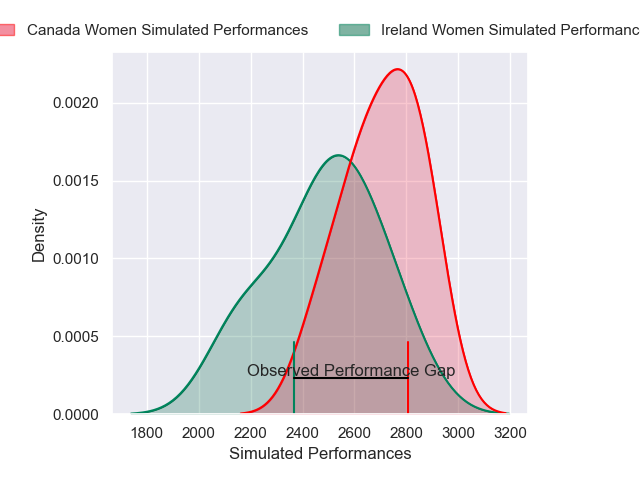 Canada Women Simulated Performances
Ireland Women Simulated Performanc
0.0020
0.0015
0.0010
0.0005
0.0000
Density
Observed Performance Gap
1800 2000 2200 2400 2600 2800 3000 3200
Simulated Performances